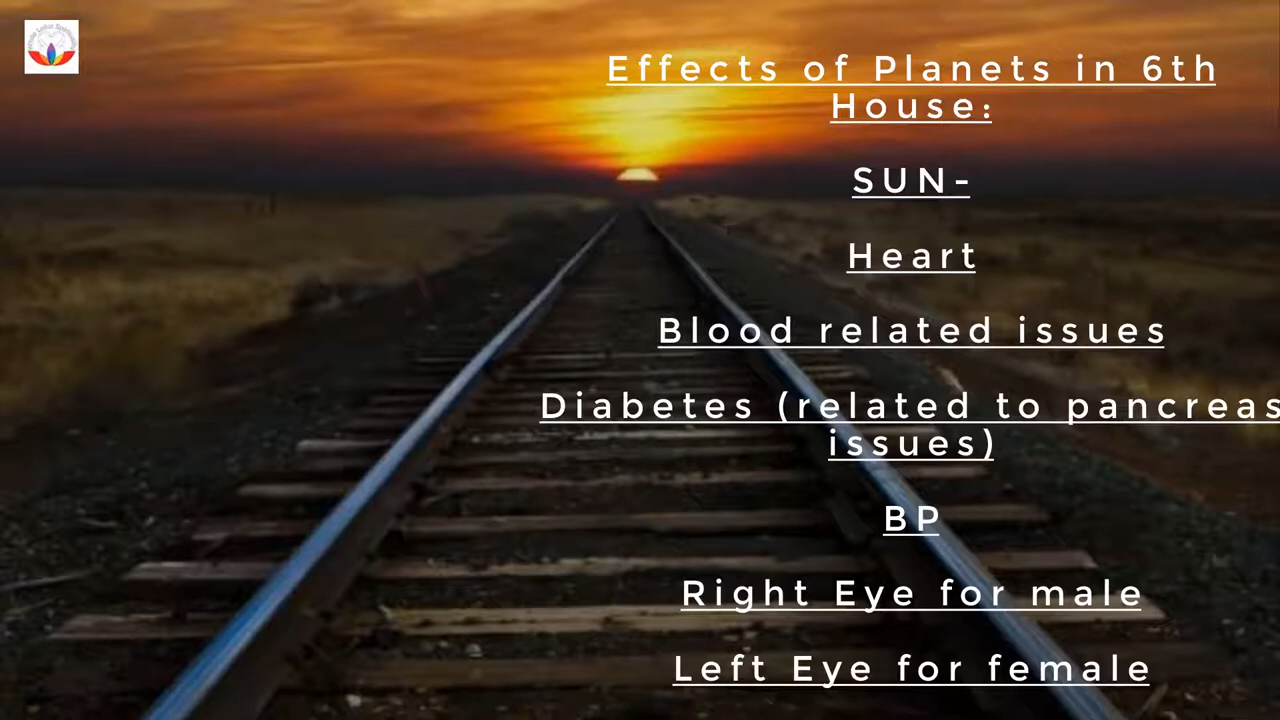 Effects of Planets in 6th
House:
SUN-
Heart
Blood related issues
Diabetes (related to pancreas
issues)
BP
Right Eye for male
Left Eye for female